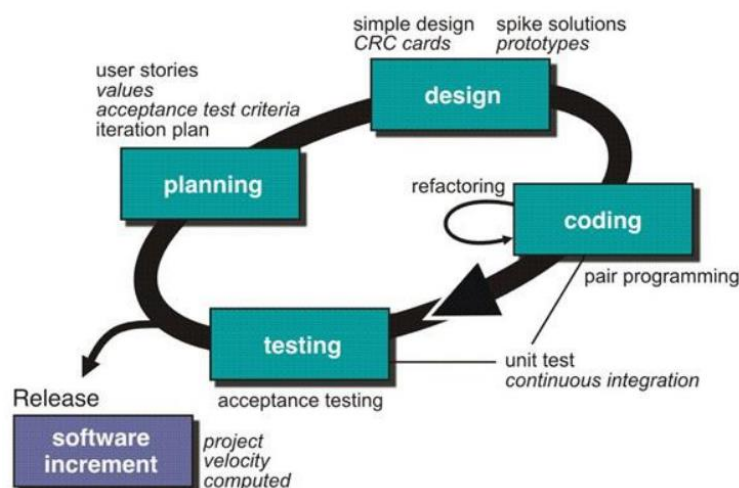 simple design
CRC cards
spike solutions
prototypes
user stories
values
acceptance test criteria
iteration plan
design
planning
refactoring
coding
pair programming
testing
unit test
continuous integration
acceptance testing
Release
software
increment
project
velocity
computed